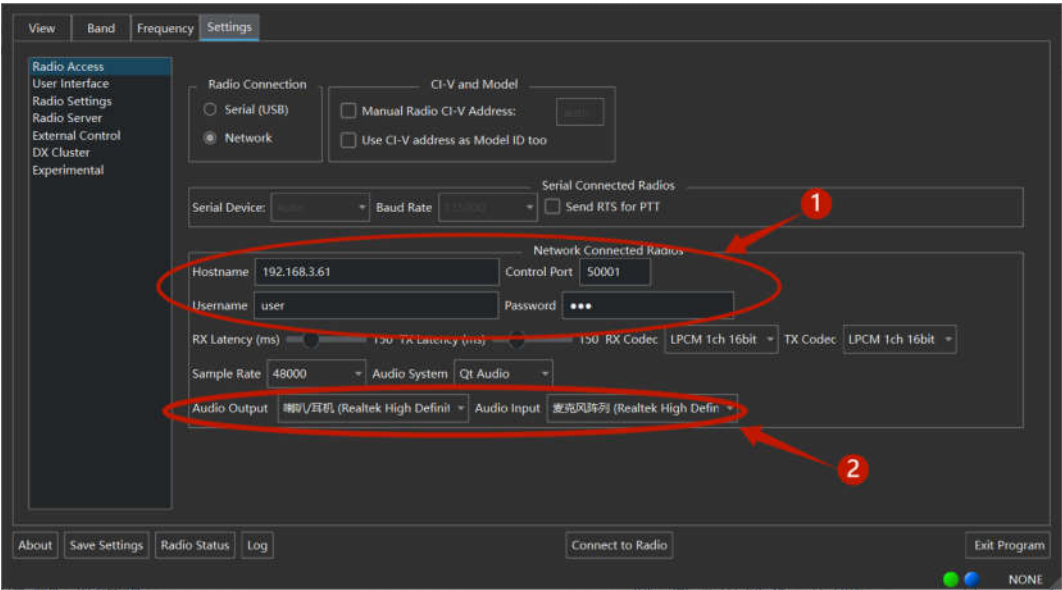 View Band Frequency Settings
Radio Access
User Interface
Radio Settings
Radio Server
External Control
DX Cluster
Experimental
Radio Connection
Serial (USB)
Network
CI-V and Model
Manual Radio CI-V Address:
Use CI-V address as Model ID too
Serial Connected Radios
Serial Device: Baud Rate Send RTS for PTT
1
Network Connected Radios
Hostname 192.168.3.61 Control Port 50001
Username user Password ●●●
RX Latency (ms) 150 TX Latency (ms) 150 RX Codec LPCM 1ch 16bit TX Codec LPCM 1ch 16bit
Sample Rate 48000 Audio System Qt Audio
Audio Output 喇叭/耳机 (Realtek High Definit Audio Input 麦克风阵列 (Realtek High Defin
2
About Save Settings Radio Status Log Connect to Radio Exit Program
NONE